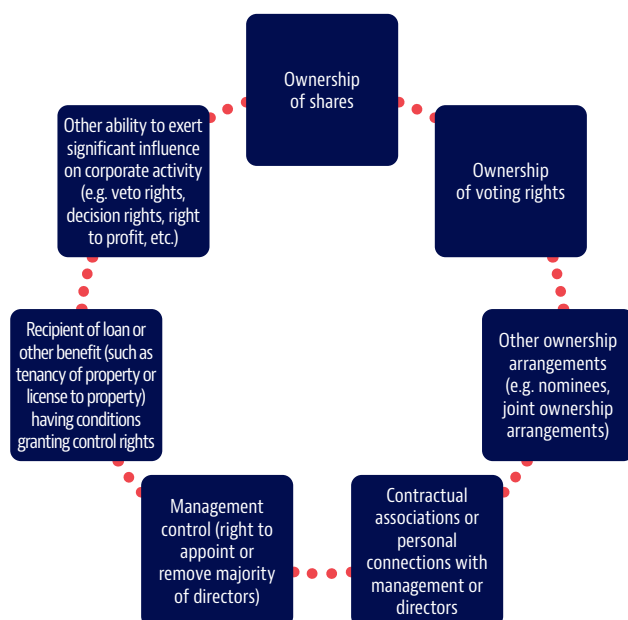 Ownership
of shares
Ownership
of voting rights
Other ownership
arrangements
(e.g. nominees,
joint ownership
arrangements)
Contractual
associations or
personal
connections with
management or
directors
Management
control (right to
appoint or
remove majority
of directors)
Recipient of loan or
other benefit (such as
tenancy of property or
license to property)
having conditions
granting control rights
Other ability to exert
significant influence
on corporate activity
(e.g. veto rights,
decision rights, right
to profit, etc.)